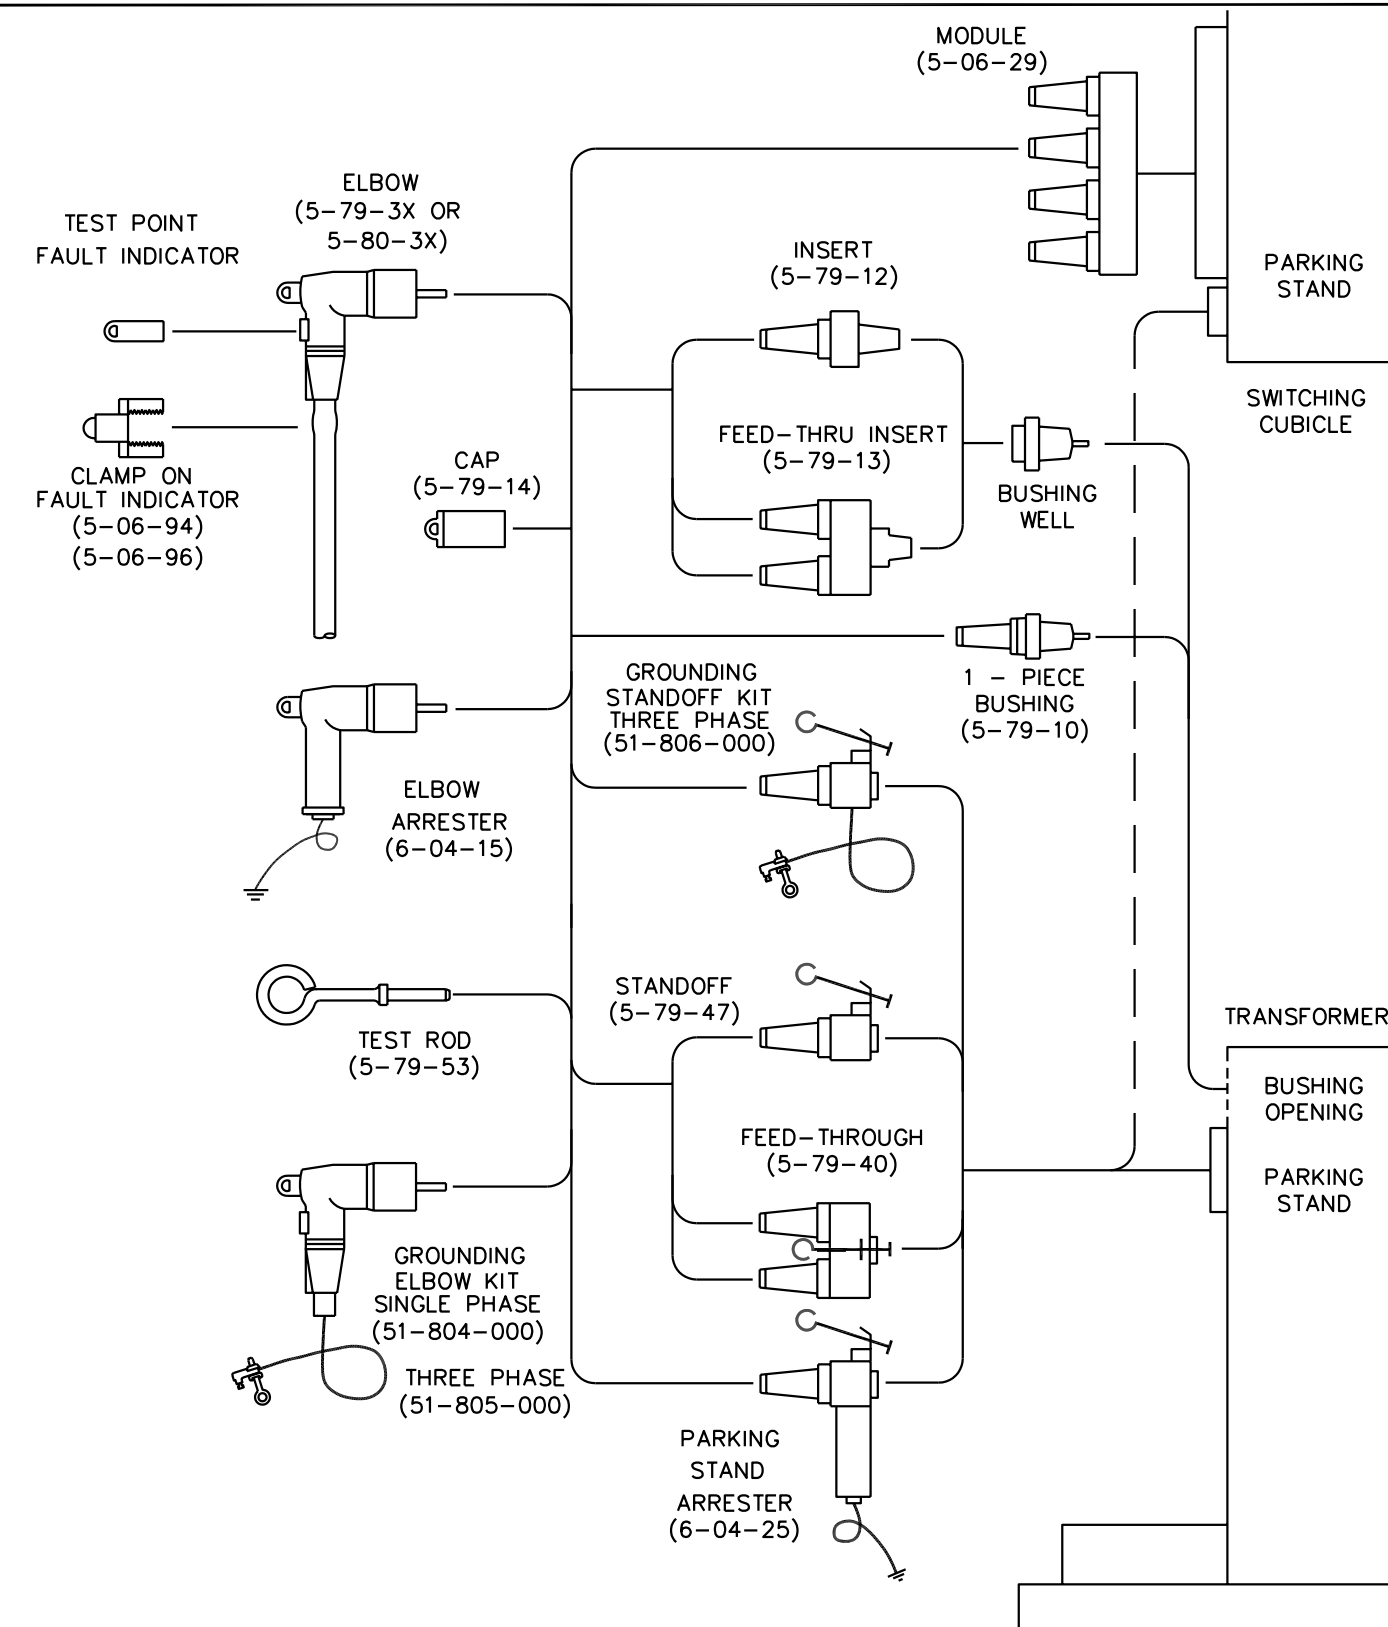 MODULE
(5-06-29)
ELBOW
(5-79-3X OR
5-80-3X)
TEST POINT
FAULT INDICATOR
INSERT
(5-79-12)
PARKING
STAND
SWITCHING
CUBICLE
FEED-THRU INSERT
(5-79-13)
CAP
(5-79-14)
CLAMP ON
FAULT INDICATOR
(5-06-94)
(5-06-96)
BUSHING
WELL
GROUNDING
STANDOFF KIT
THREE PHASE
(51-806-000)
1 - PIECE
BUSHING
(5-79-10)
ELBOW
ARRESTER
(6-04-15)
STANDOFF
(5-79-47)
TEST ROD
(5-79-53)
TRANSFORMER
BUSHING
OPENING
FEED-THROUGH
(5-79-40)
PARKING
STAND
GROUNDING
ELBOW KIT
SINGLE PHASE
(51-804-000)
THREE PHASE
(51-805-000)
PARKING
STAND
ARRESTER
(6-04-25)